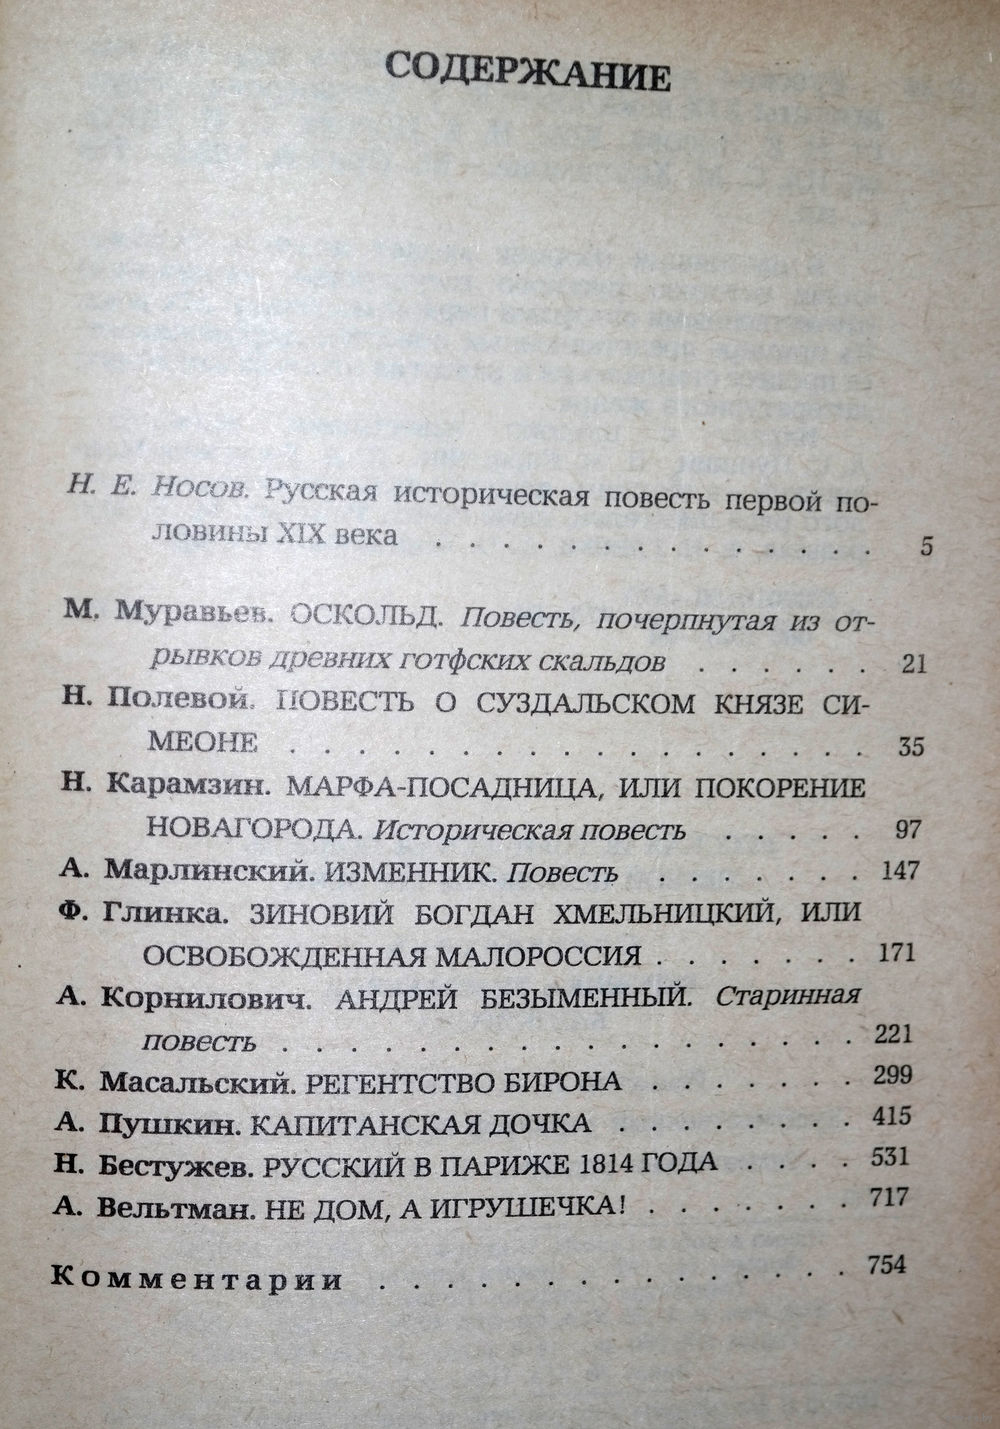 СОДЕРЖАНИЕ
Н. Е. Носов. Русская историческая повесть первой по-
ловины XIX века . . . . . . . . . . . . . . 5
М. Муравьев. ОСКОЛЬД. Повесть, почерпнутая из от-
рывков древних готфских скальдов . . . . . . 21
Н. Полевой. ПОВЕСТЬ О СУЗДАЛЬСКОМ КНЯЗЕ СИ-
МЕОНЕ . . . . . . . . . . . . . . . . . 35
Н. Карамзин. МАРФА-ПОСАДНИЦА, ИЛИ ПОКОРЕНИЕ
НОВАГОРОДА. Историческая повесть . . . . . 97
А. Марлинский. ИЗМЕННИК. Повесть . . . . . . . 147
Ф. Глинка. ЗИНОВИЙ БОГДАН ХМЕЛЬНИЦКИЙ, ИЛИ
ОСВОБОЖДЕННАЯ МАЛОРОССИЯ . . . . . . . 171
А. Корнилович. АНДРЕЙ БЕЗЫМЕННЫЙ. Старинная
повесть . . . . . . . . . . . . . . . . . . 221
К. Масальский. РЕГЕНТСТВО БИРОНА . . . . . . . 299
А. Пушкин. КАПИТАНСКАЯ ДОЧКА . . . . . . . . . 415
Н. Бестужев. РУССКИЙ В ПАРИЖЕ 1814 ГОДА . . . . 531
А. Вельтман. НЕ ДОМ, А ИГРУШЕЧКА! . . . . . . . 717
Комментарии . . . . . . . . . . . . . . . 754